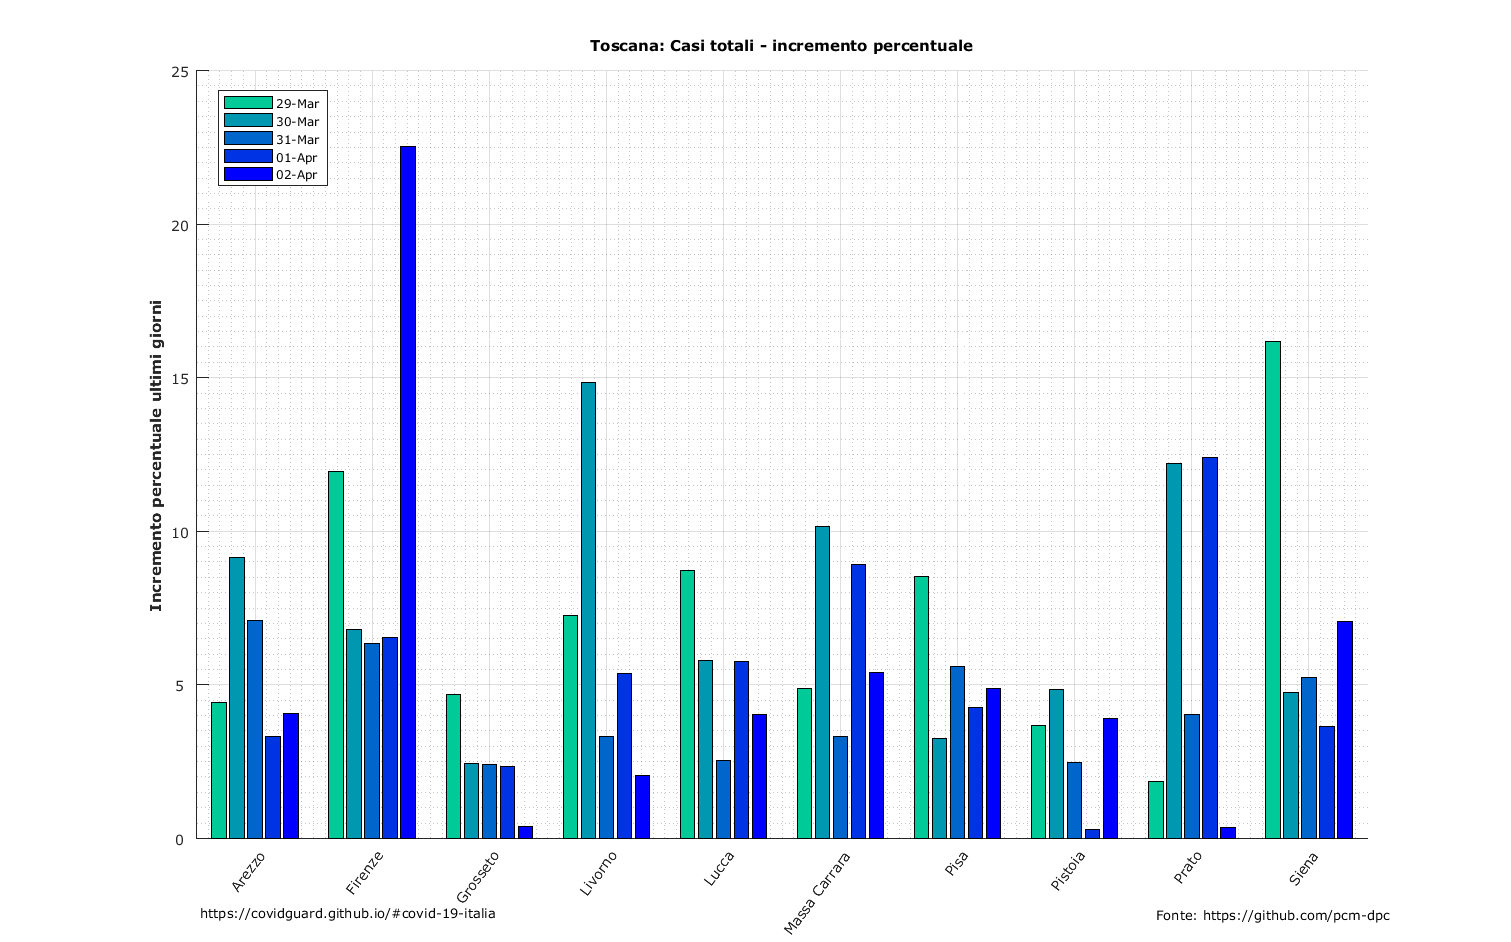 Toscana: Casi totali - incremento percentuale
25
20
15
10
5
0
Incremento percentuale ultimi giorni
29-Mar
30-Mar
31-Mar
01-Apr
02-Apr
Arezzo
Firenze
Grosseto
Livorno
Lucca
Massa Carrara
Pisa
Pistoia
Prato
Siena
https://covidguard.github.io/#covid-19-italia
Fonte: https://github.com/pcm-dpc